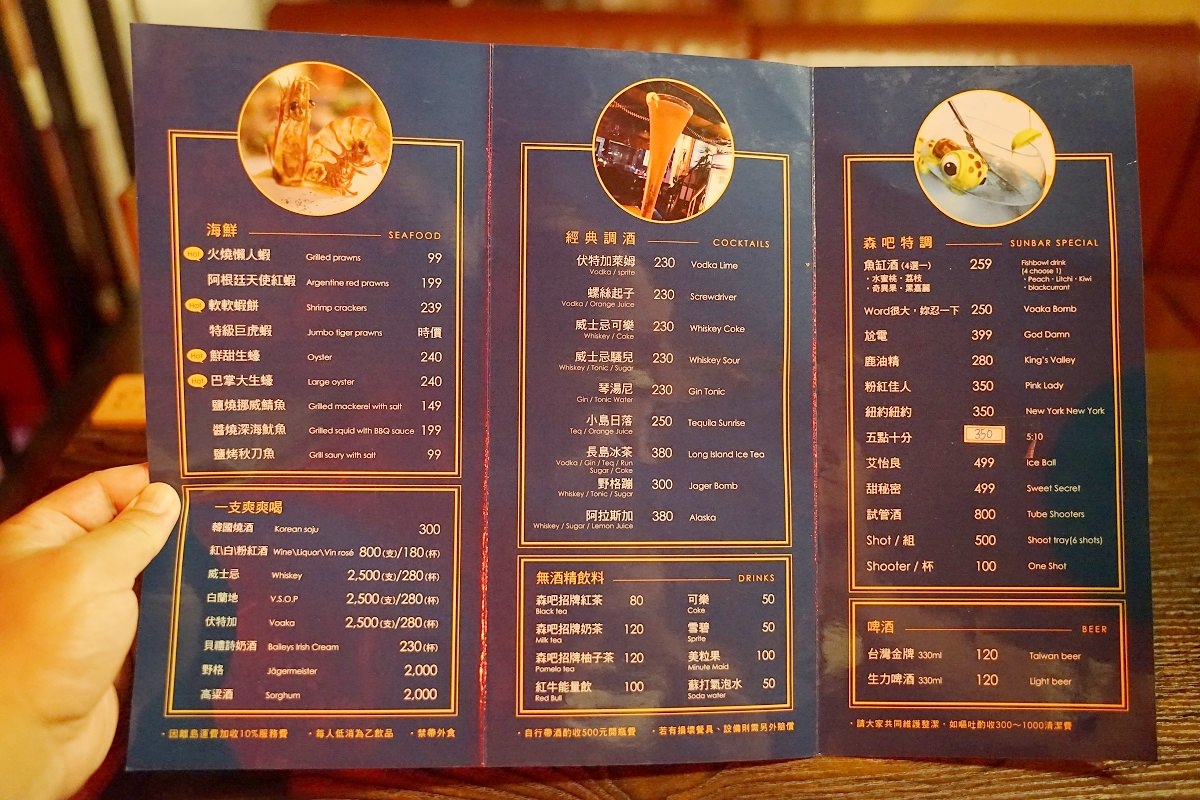 海鮮 SEAFOOD
Hot 火燒懶人蝦 Grilled prawns 99
阿根廷天使紅蝦 Argentine red prawns 199
Hot 軟軟蝦餅 Shrimp crackers 239
特級巨虎蝦 Jumbo tiger prawns 時價
Hot 鮮甜生蠔 Oyster 240
Hot 巴掌大生蠔 Large oyster 240
鹽燒挪威鯖魚 Grilled mackerel with salt 149
醬燒深海魷魚 Grilled squid with BBQ sauce 199
鹽烤秋刀魚 Grill saury with salt 99
一支爽爽喝
韓國燒酒 Korean soju 300
紅\白\粉紅酒 Wine\Liquor\Vin rosé 800(支)/180(杯)
威士忌 Whiskey 2,500(支)/280(杯)
白蘭地 V.S.O.P 2,500(支)/280(杯)
伏特加 Voaka 2,500(支)/280(杯)
貝禮詩奶酒 Baileys Irish Cream 230(杯)
野格 Jägermeister 2,000
高粱酒 Sorghum 2,000
・因離島運費加收10%服務費 ・每人低消為乙飲品 ・禁帶外食
經典調酒 COCKTAILS
伏特加萊姆 230 Vodka Lime
Vodka / sprite
螺絲起子 230 Screwdriver
Vodka / Orange Juice
威士忌可樂 230 Whiskey Coke
Whiskey / Coke
威士忌騷兒 230 Whiskey Sour
Whiskey / Tonic / Sugar
琴湯尼 230 Gin Tonic
Gin / Tonic Water
小島日落 250 Tequila Sunrise
Teq / Orange Juice
長島冰茶 380 Long Island Ice Tea
Vodka / Gin / Teq / Run
Sugar / Coke
野格蹦 300 Jager Bomb
Whiskey / Tonic / Sugar
阿拉斯加 380 Alaska
Whiskey / Sugar / Lemon Juice
無酒精飲料 DRINKS
森吧招牌紅茶 80 可樂 50
Black tea Coke
森吧招牌奶茶 120 雪碧 50
Milk tea Sprite
森吧招牌柚子茶 120 美粒果 100
Pomelo tea Minute Maid
紅牛能量飲 100 蘇打氣泡水 50
Red Bull Soda water
・自行帶酒酌收500元開瓶費 ・若有損壞餐具、設備則需另外賠償
森吧特調 SUNBAR SPECIAL
魚缸酒(4選一) 259 Fishbowl drink
(4 choose 1)
・水蜜桃・荔枝 ・Peach・Litchi・Kiwi
・奇異果・黑嘉麗 ・blackcurrant
Word很大，妳忍一下 250 Voaka Bomb
尬電 399 God Damn
鹿油精 280 King's Valley
粉紅佳人 350 Pink Lady
紐約紐約 350 New York New York
五點十分 350 5:10
艾怡良 499 Ice Ball
甜秘密 499 Sweet Secret
試管酒 800 Tube Shooters
Shot / 組 500 Shoot tray(6 shots)
Shooter / 杯 100 One Shot
啤酒 BEER
台灣金牌 330ml 120 Taiwan beer
生力啤酒 330ml 120 Light beer
・請大家共同維護整潔，如嘔吐酌收300～1000清潔費